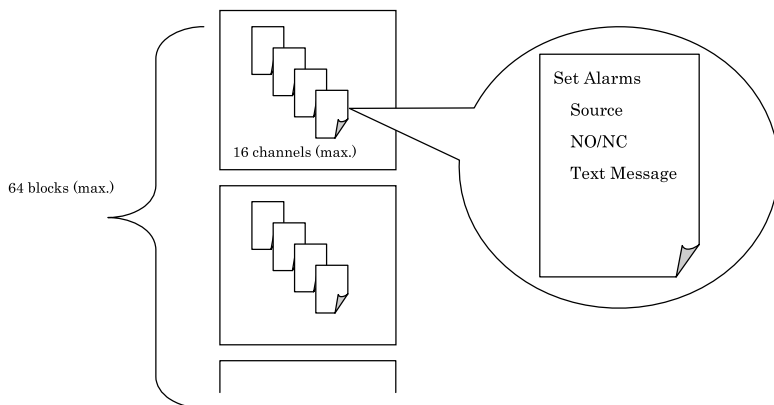 64 blocks (max.)
16 channels (max.)
Set Alarms
Source
NO/NC
Text Message